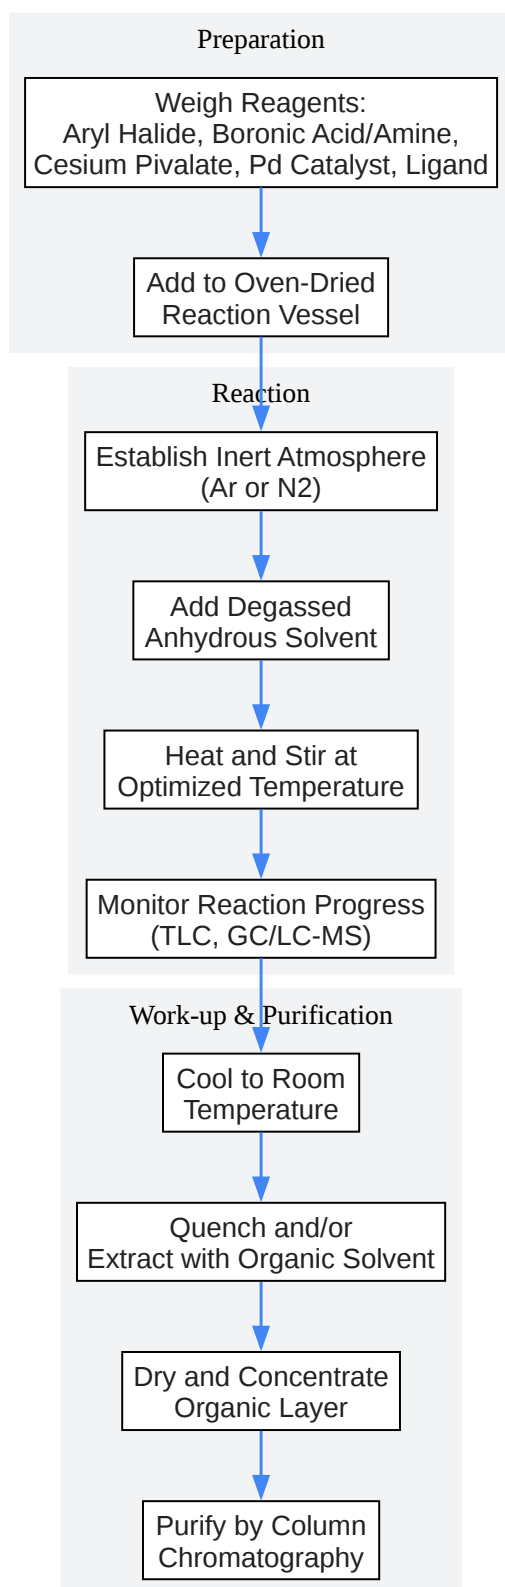 Preparation
Weigh Reagents:
Aryl Halide, Boronic Acid/Amine,
Cesium Pivalate, Pd Catalyst, Ligand
Add to Oven-Dried
Reaction Vessel
Reaction
Establish Inert Atmosphere
(Ar or N2)
Add Degassed
Anhydrous Solvent
Heat and Stir at
Optimized Temperature
Monitor Reaction Progress
(TLC, GC/LC-MS)
Work-up & Purification
Cool to Room
Temperature
Quench and/or
Extract with Organic Solvent
Dry and Concentrate
Organic Layer
Purify by Column
Chromatography